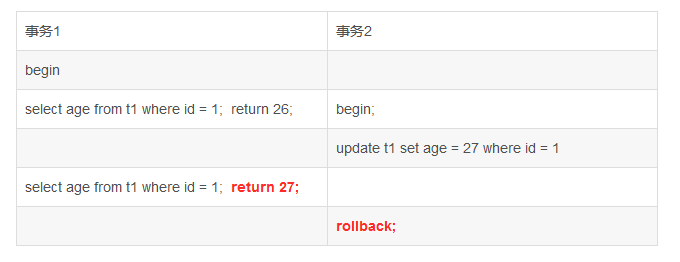 事务1 事务2
begin
select age from t1 where id = 1;  return 26; begin;
update t1 set age = 27 where id = 1
select age from t1 where id = 1;  return 27;
rollback;